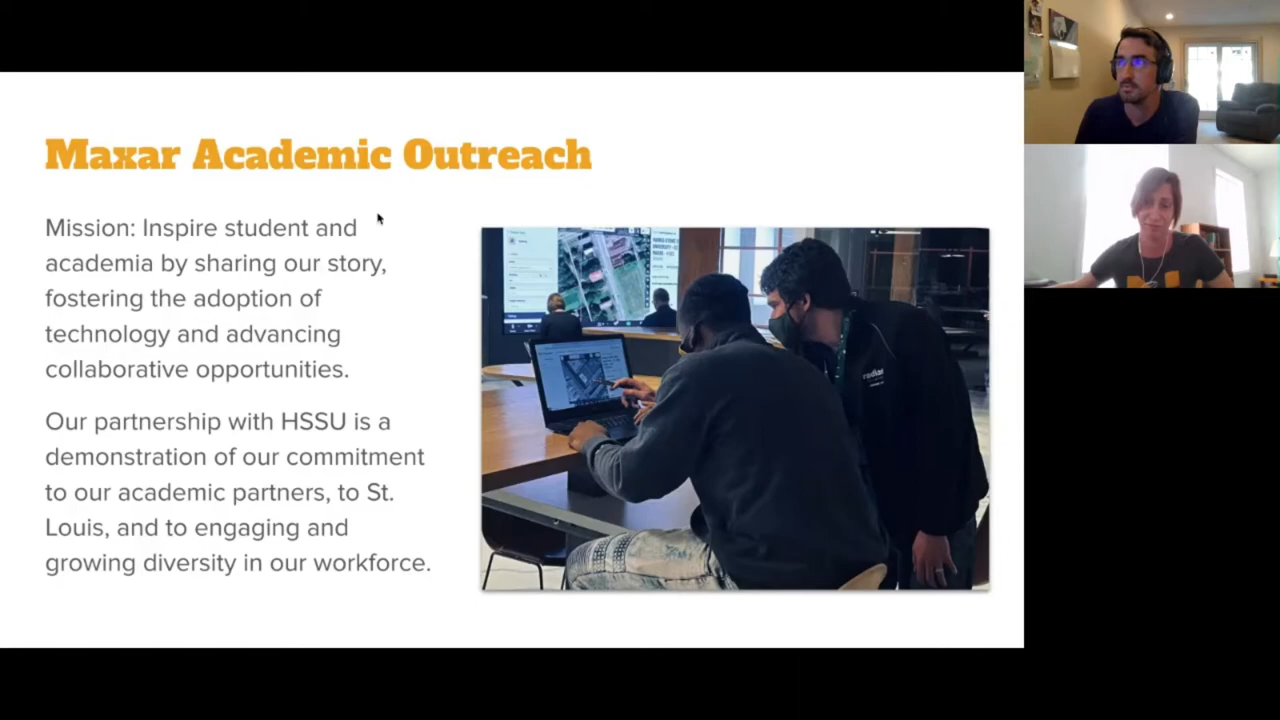 Maxar Academic Outreach
Mission: Inspire student and
academia by sharing our story,
fostering the adoption of
technology and advancing
collaborative opportunities.
Our partnership with HSSU is a
demonstration of our commitment
to our academic partners, to St.
Louis, and to engaging and
growing diversity in our workforce.